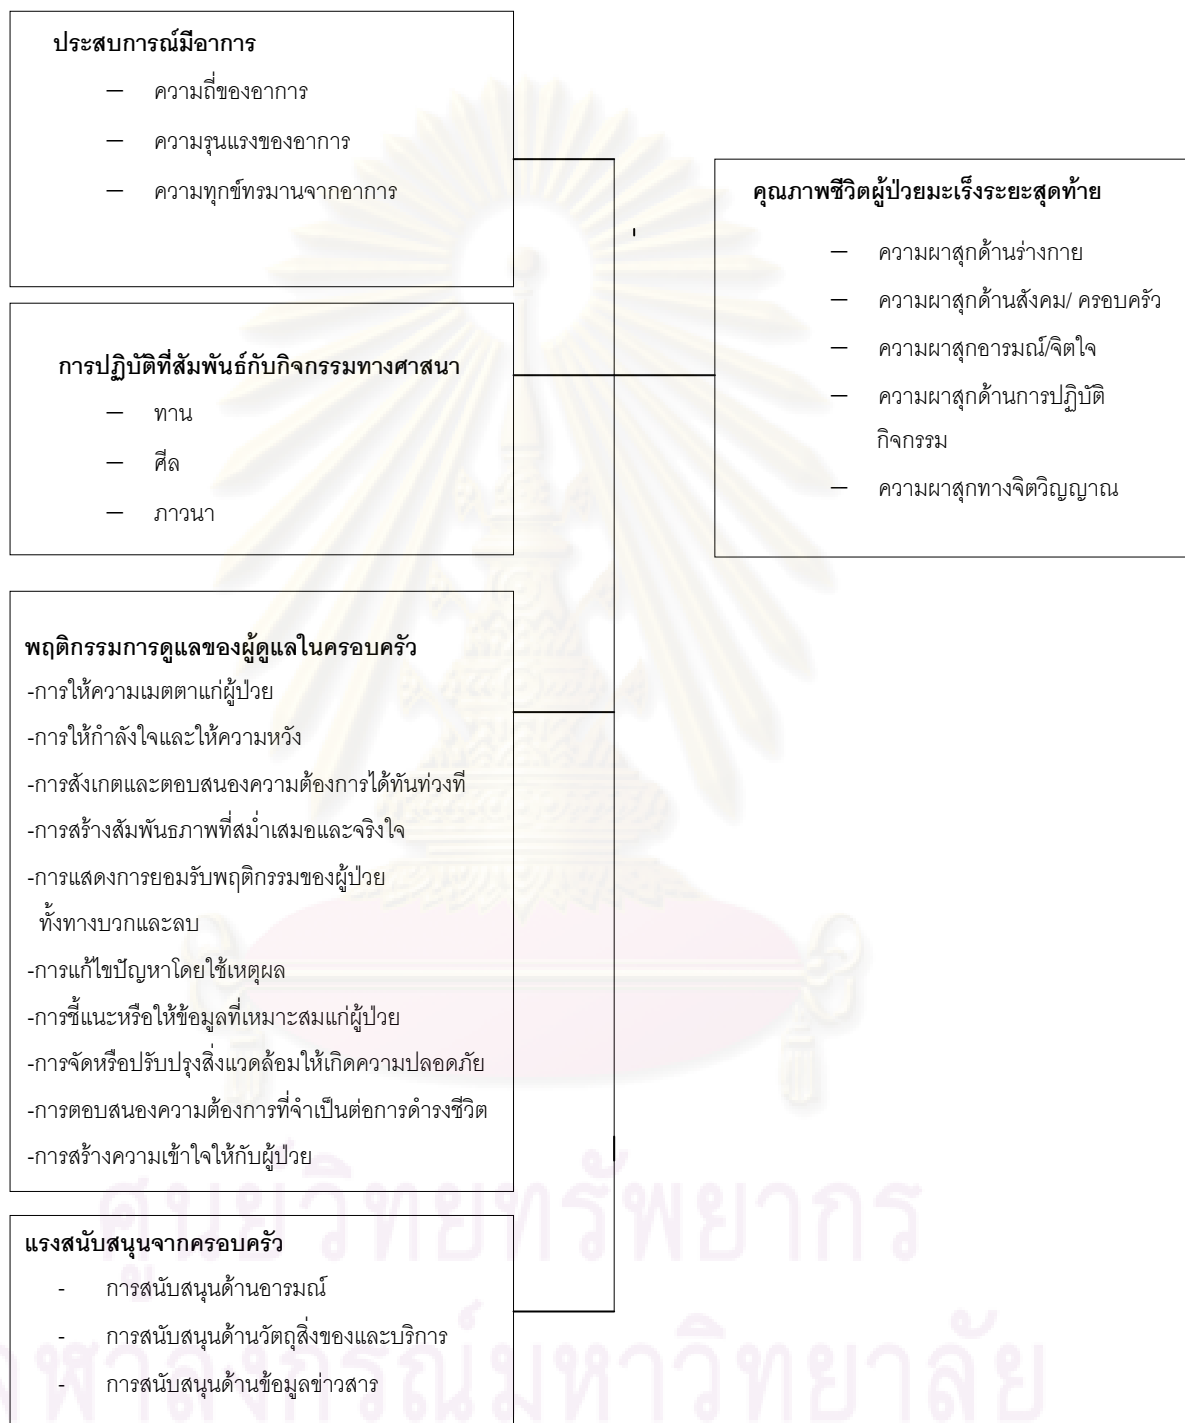 ประสบการณ์มีอาการ
— ความถี่ของอาการ
— ความรุนแรงของอาการ
— ความทุกข์ทรมานจากอาการ
คุณภาพชีวิตผู้ป่วยมะเร็งระยะสุดท้าย
— ความผาสุกด้านร่างกาย
— ความผาสุกด้านสังคม/ ครอบครัว
— ความผาสุกอารมณ์/จิตใจ
— ความผาสุกด้านการปฏิบัติ
กิจกรรม
— ความผาสุกทางจิตวิญญาณ
การปฏิบัติที่สัมพันธ์กับกิจกรรมทางศาสนา
— ทาน
— ศีล
— ภาวนา
พฤติกรรมการดูแลของผู้ดูแลในครอบครัว
-การให้ความเมตตาแก่ผู้ป่วย
-การให้กำลังใจและให้ความหวัง
-การสังเกตและตอบสนองความต้องการได้ทันท่วงที
-การสร้างสัมพันธภาพที่สม่ำเสมอและจริงใจ
-การแสดงการยอมรับพฤติกรรมของผู้ป่วย
ทั้งทางบวกและลบ
-การแก้ไขปัญหาโดยใช้เหตุผล
-การชี้แนะหรือให้ข้อมูลที่เหมาะสมแก่ผู้ป่วย
-การจัดหรือปรับปรุงสิ่งแวดล้อมให้เกิดความปลอดภัย
-การตอบสนองความต้องการที่จำเป็นต่อการดำรงชีวิต
-การสร้างความเข้าใจให้กับผู้ป่วย
แรงสนับสนุนจากครอบครัว
- การสนับสนุนด้านอารมณ์
- การสนับสนุนด้านวัตถุสิ่งของและบริการ
- การสนับสนุนด้านข้อมูลข่าวสาร
ศูนย์วิทยทรัพยากร
จุฬาลงกรณ์มหาวิทยาลัย